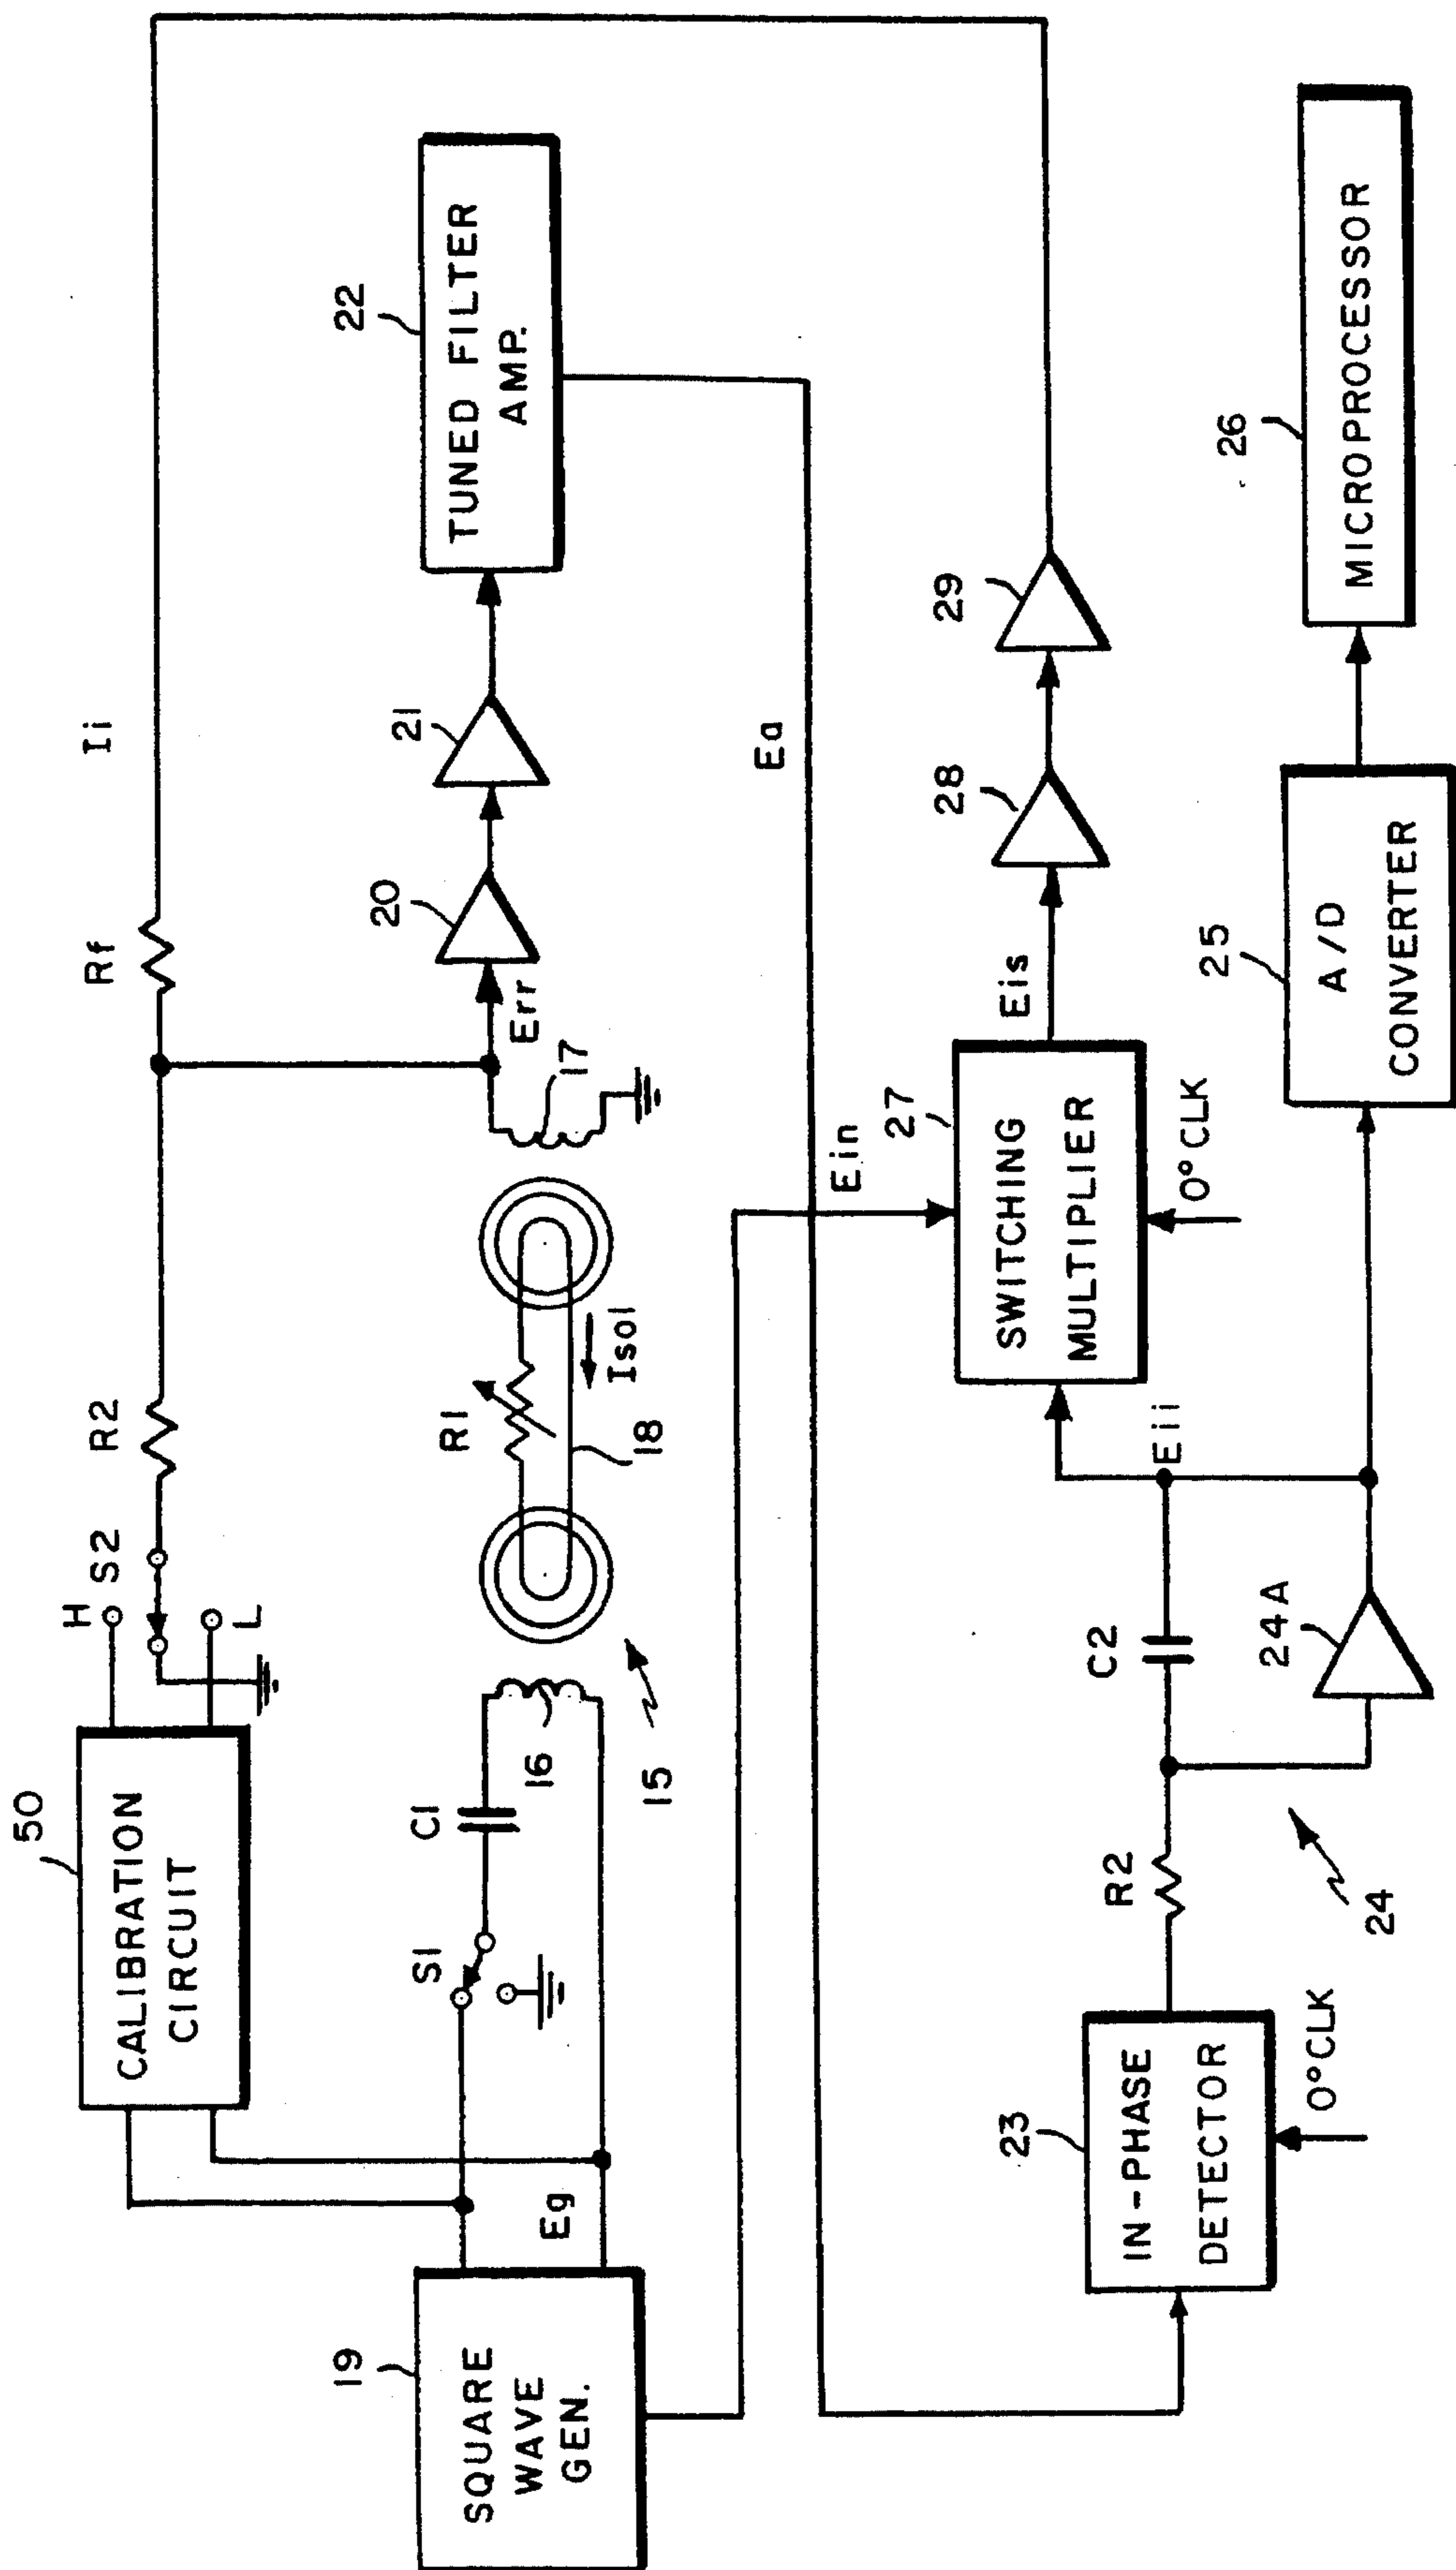 50
CALIBRATION
CIRCUIT
H
S2
L
R2
Rf
Ii
19
SQUARE
WAVE
GEN.
Eg
S1
C1
16
15
R1
18
Isol
17
Err
20
21
22
TUNED FILTER
AMP.
Ea
Ein
23
IN-PHASE
DETECTOR
0° CLK
R2
24
C2
24A
Eii
27
SWITCHING
MULTIPLIER
0° CLK
Eis
28
29
25
A/D
CONVERTER
26
MICROPROCESSOR